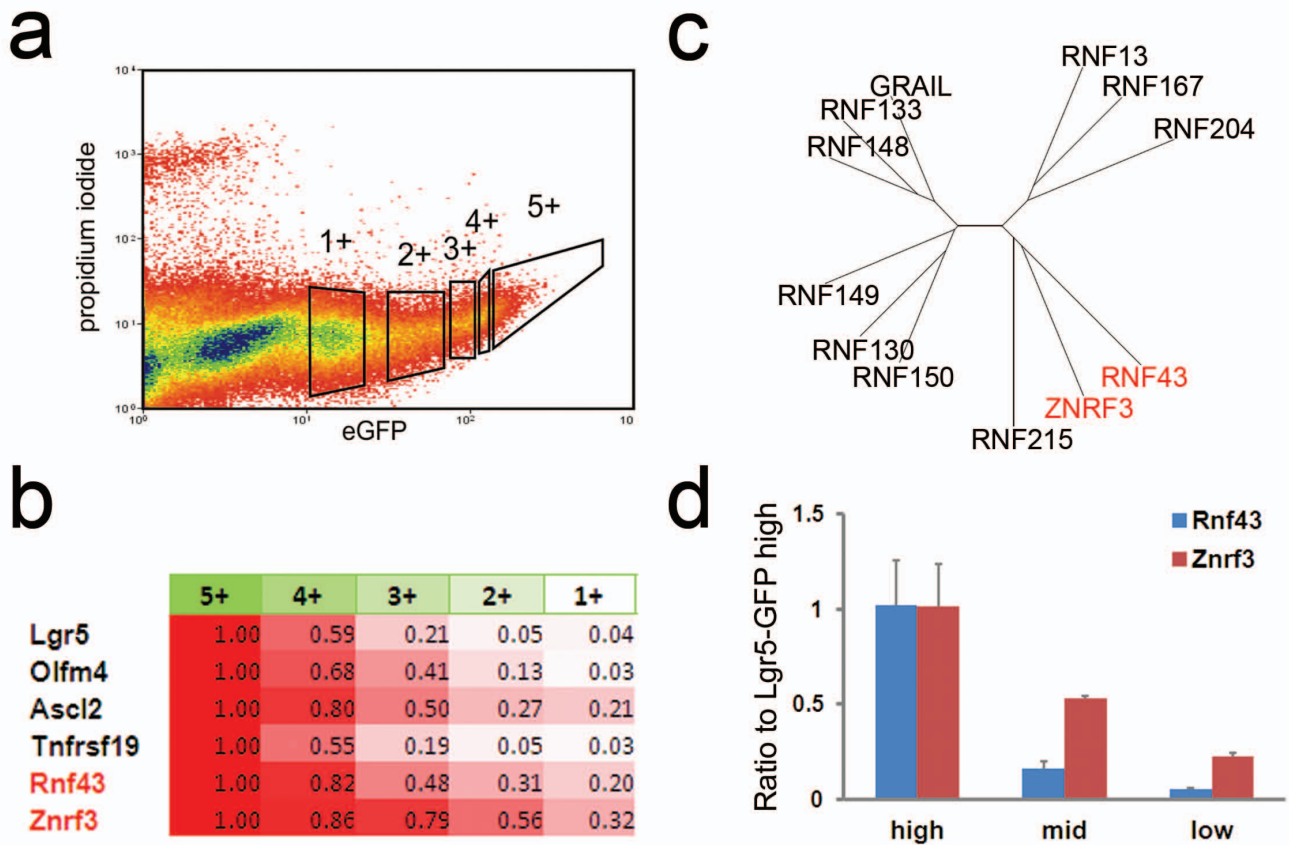 a
propidium iodide
10⁴
10³
10²
10¹
10⁰
1+
2+
3+
4+
5+
10⁰
10¹
10²
10
eGFP
b
5+ 4+ 3+ 2+ 1+
Lgr5 1.00 0.59 0.21 0.05 0.04
Olfm4 1.00 0.68 0.41 0.13 0.03
Ascl2 1.00 0.80 0.50 0.27 0.21
Tnfrsf19 1.00 0.55 0.19 0.05 0.03
Rnf43 1.00 0.82 0.48 0.31 0.20
Znrf3 1.00 0.86 0.79 0.56 0.32
c
RNF13
RNF167
RNF204
GRAIL
RNF133
RNF148
RNF149
RNF130
RNF150
RNF43
ZNRF3
RNF215
d
Ratio to Lgr5-GFP high
1.5
1
0.5
0
Rnf43
Znrf3
high mid low